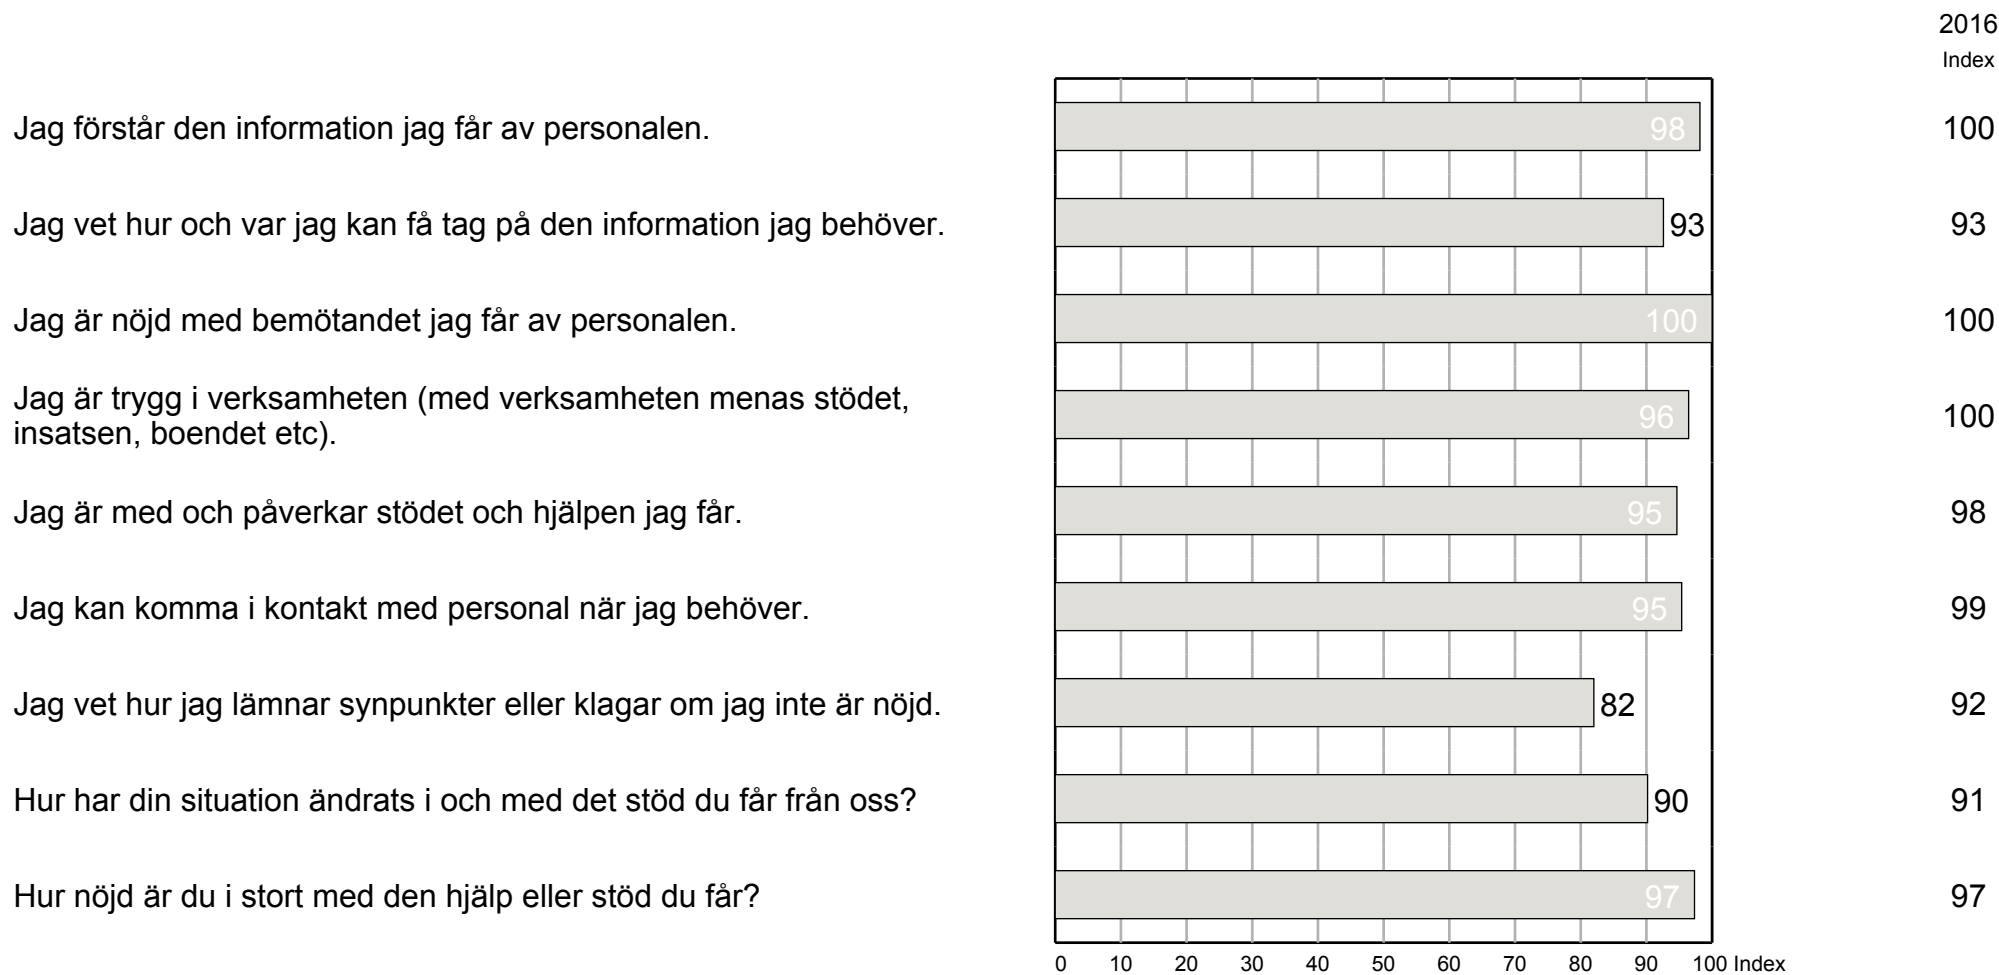 2016
Index
Jag förstår den information jag får av personalen. 98 100
Jag vet hur och var jag kan få tag på den information jag behöver. 93 93
Jag är nöjd med bemötandet jag får av personalen. 100 100
Jag är trygg i verksamheten (med verksamheten menas stödet,
insatsen, boendet etc). 96 100
Jag är med och påverkar stödet och hjälpen jag får. 95 98
Jag kan komma i kontakt med personal när jag behöver. 95 99
Jag vet hur jag lämnar synpunkter eller klagar om jag inte är nöjd. 82 92
Hur har din situation ändrats i och med det stöd du får från oss? 90 91
Hur nöjd är du i stort med den hjälp eller stöd du får? 97 97
0 10 20 30 40 50 60 70 80 90 100 Index